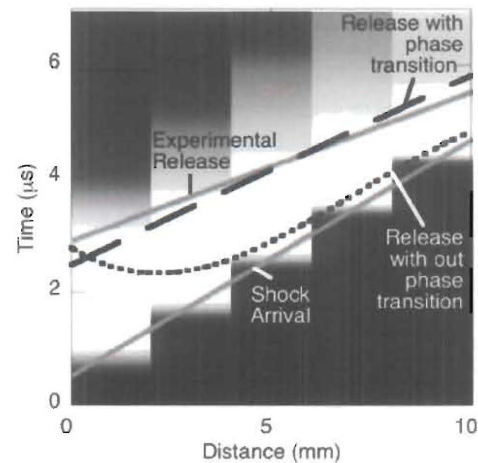 6
4
2
0
Time (µs)
Release with
phase
transition
Experimental
Release
Shock
Arrival
Release
with out
phase
transition
0
5
10
Distance (mm)